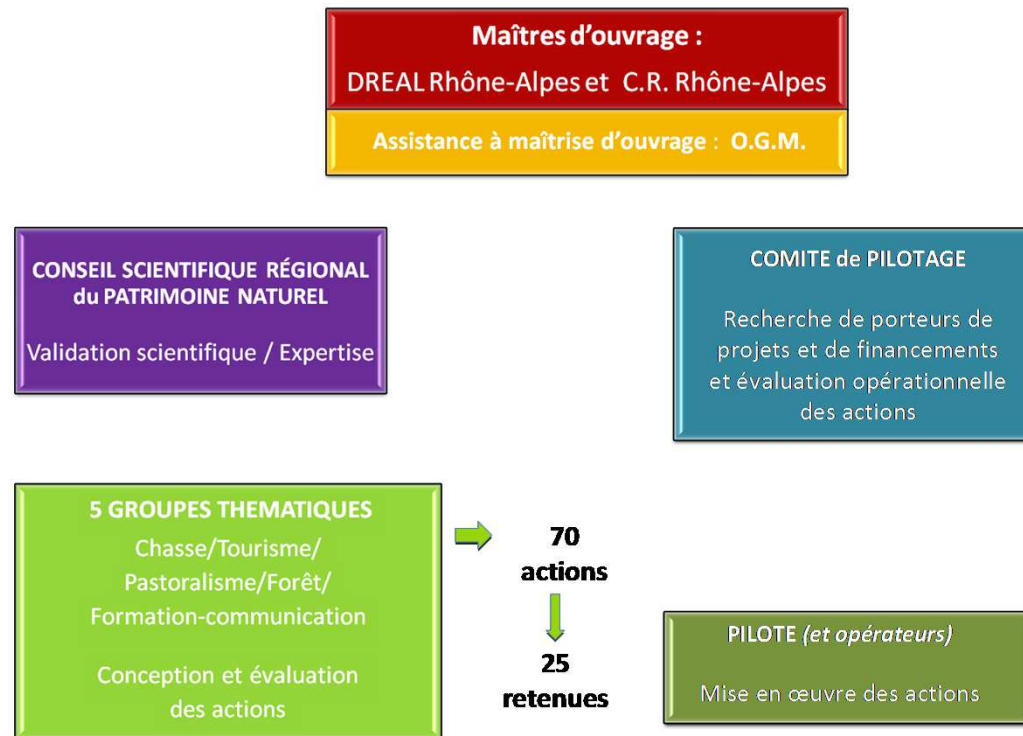 Maîtres d'ouvrage :
DREAL Rhône-Alpes et C.R. Rhône-Alpes
Assistance à maîtrise d'ouvrage : O.G.M.
CONSEIL SCIENTIFIQUE RÉGIONAL
du PATRIMOINE NATUREL
Validation scientifique / Expertise
COMITE de PILOTAGE
Recherche de porteurs de
projets et de financements
et évaluation opérationnelle
des actions
5 GROUPES THEMATIQUES
Chasse/Tourisme/
Pastoralisme/Forêt/
Formation-communication
Conception et évaluation
des actions
70
actions
25
retenues
PILOTE (et opérateurs)
Mise en œuvre des actions